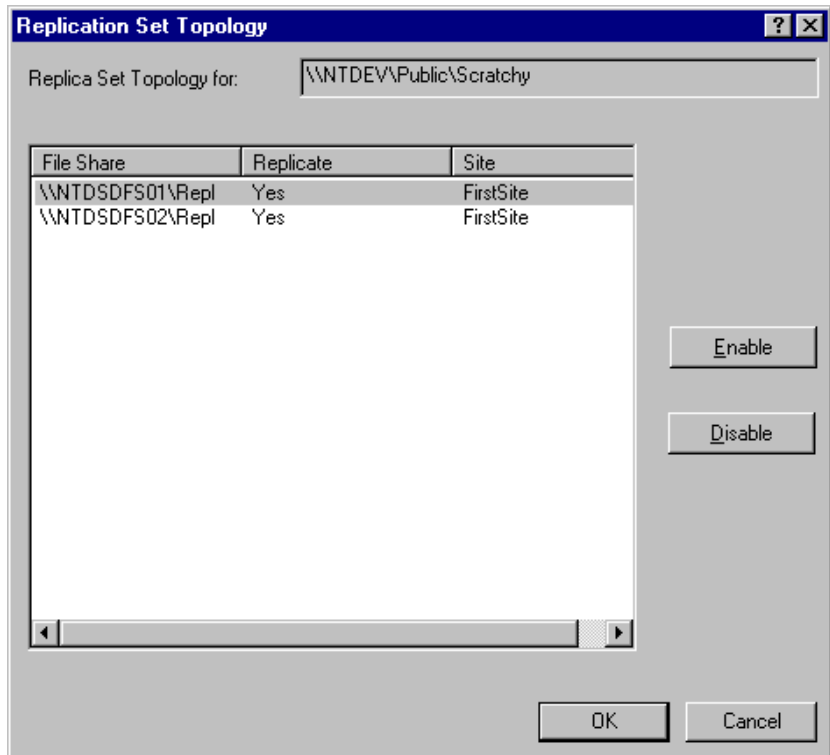 Replication Set Topology
Replica Set Topology for: \\NTDEV\Public\Scratchy
File Share Replicate Site
\\NTDSDFS01\Repl Yes FirstSite
\\NTDSDFS02\Repl Yes FirstSite
Enable
Disable
OK Cancel